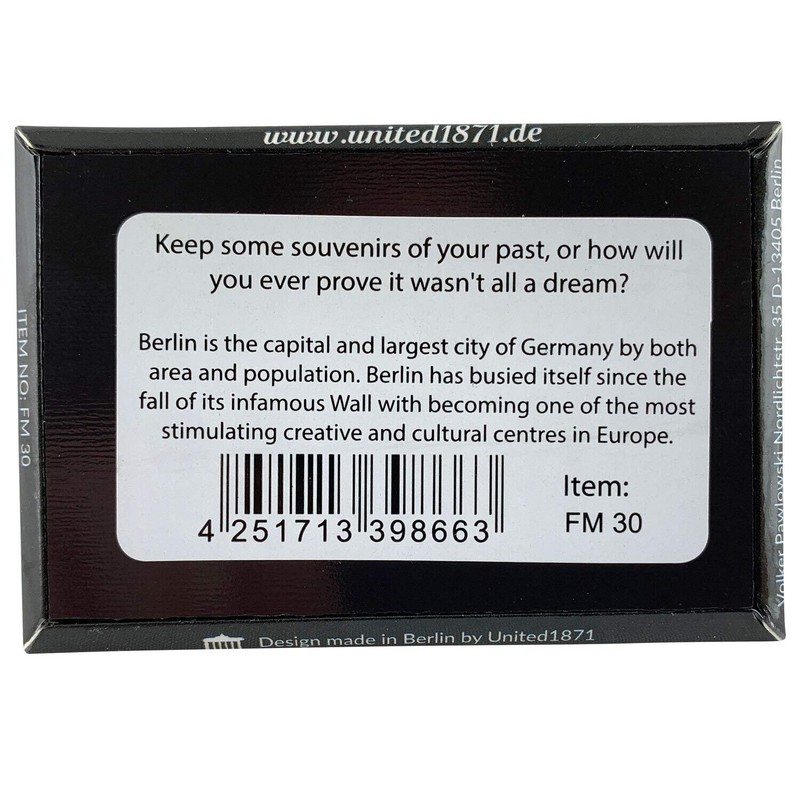 www.united1871.de
Keep some souvenirs of your past, or how will
you ever prove it wasn't all a dream?
Berlin is the capital and largest city of Germany by both
area and population. Berlin has busied itself since the
fall of its infamous Wall with becoming one of the most
stimulating creative and cultural centres in Europe.
4 251713 398663
Item:
FM 30
ITEM NO: FM 30
Volker Pawlowski Nordlichtstr. 35 D-13405 Berlin
Design made in Berlin by United1871